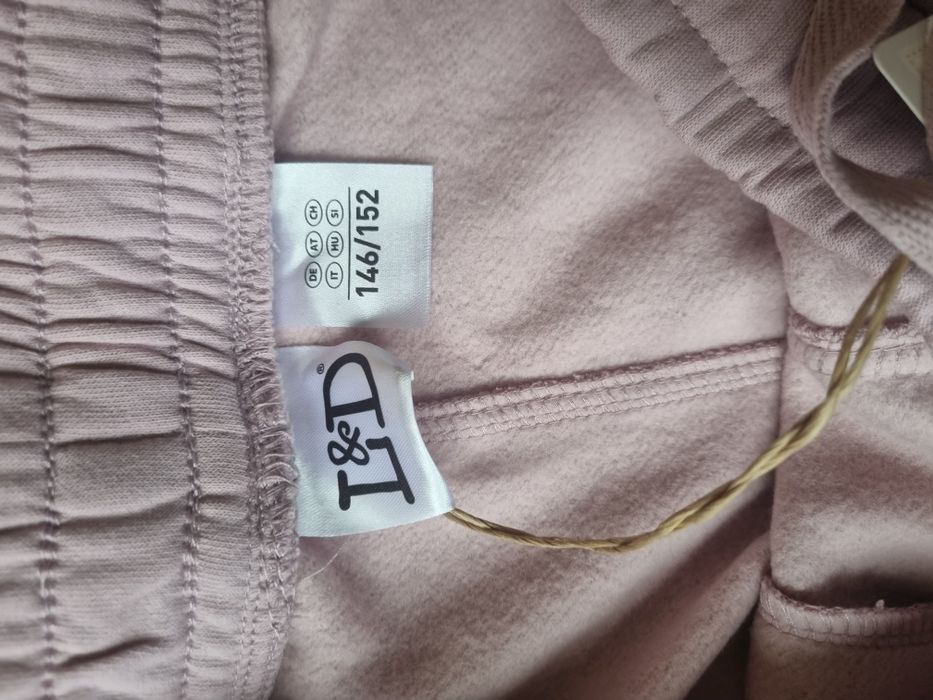 DE AT CH
IT HU SI
146/152
L&D®